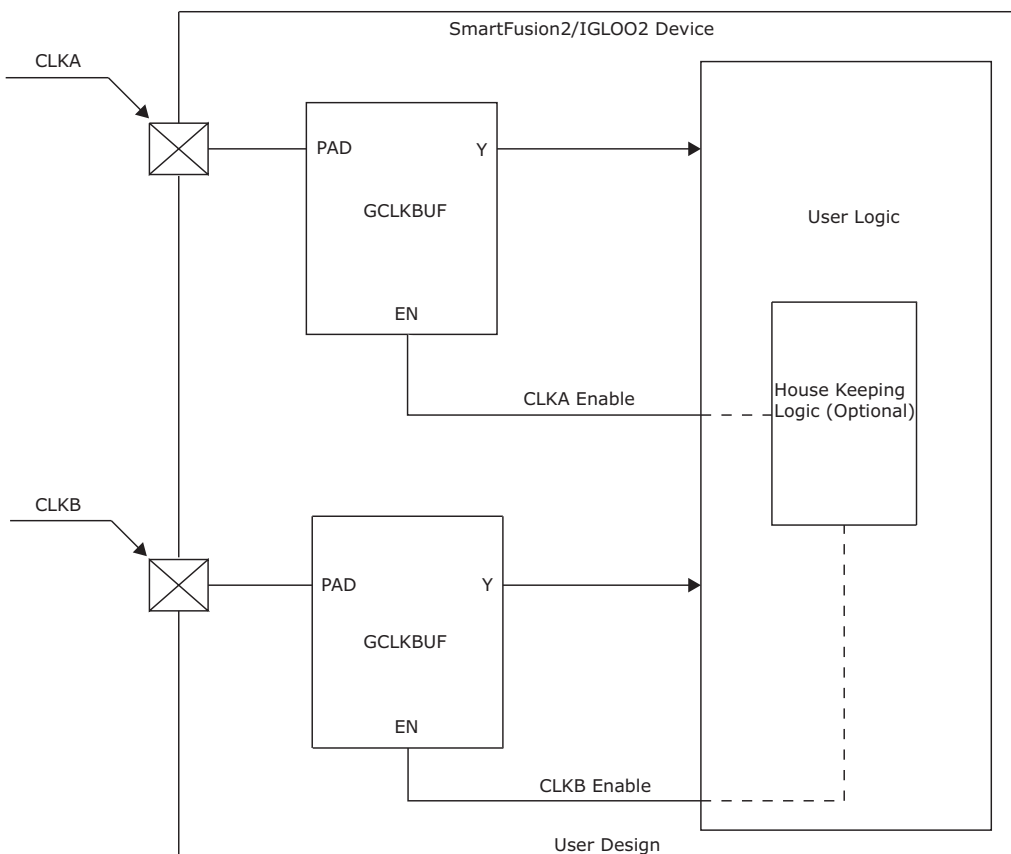 SmartFusion2/IGLOO2 Device
CLKA
PAD
Y
GCLKBUF
EN
User Logic
CLKA Enable
House Keeping
Logic (Optional)
CLKB
PAD
Y
GCLKBUF
EN
CLKB Enable
User Design